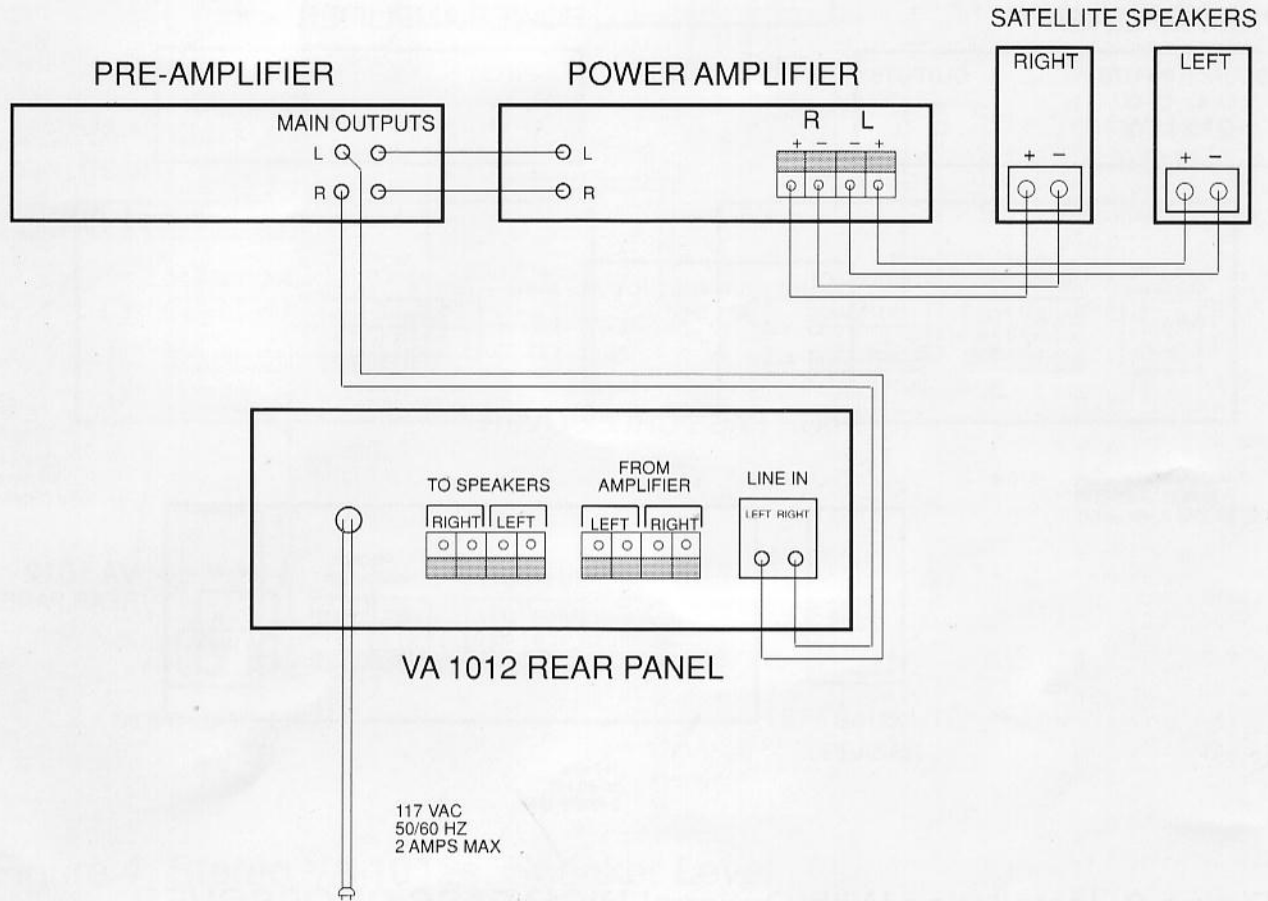 SATELLITE SPEAKERS
PRE-AMPLIFIER
POWER AMPLIFIER
RIGHT
LEFT
MAIN OUTPUTS
L
R
L
R
R L
+ − − +
+ −
+ −
TO SPEAKERS
RIGHT LEFT
FROM
AMPLIFIER
LEFT RIGHT
LINE IN
LEFT RIGHT
VA 1012 REAR PANEL
117 VAC
50/60 HZ
2 AMPS MAX